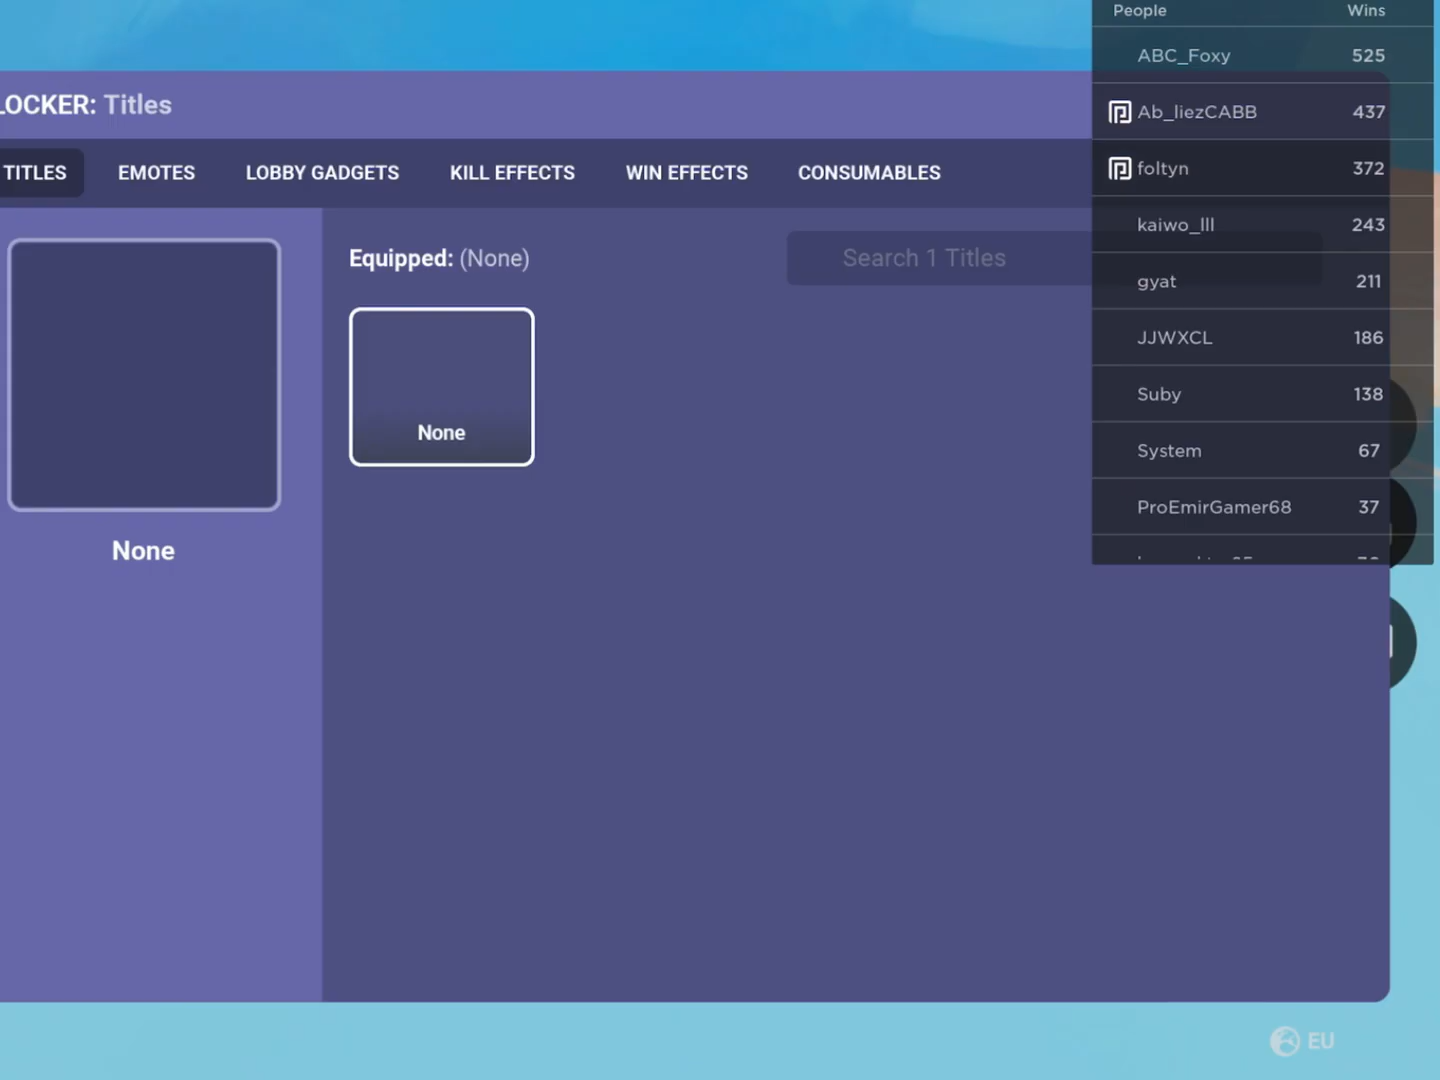 People Wins
ABC_Foxy 525
LOCKER: Titles
Ab_liezCABB 437
TITLES EMOTES LOBBY GADGETS KILL EFFECTS WIN EFFECTS CONSUMABLES
foltyn 372
kaiwo_lll 243
Equipped: (None)
Search 1 Titles
gyat 211
JJWXCL 186
Suby 138
None
System 67
ProEmirGamer68 37
None
EU